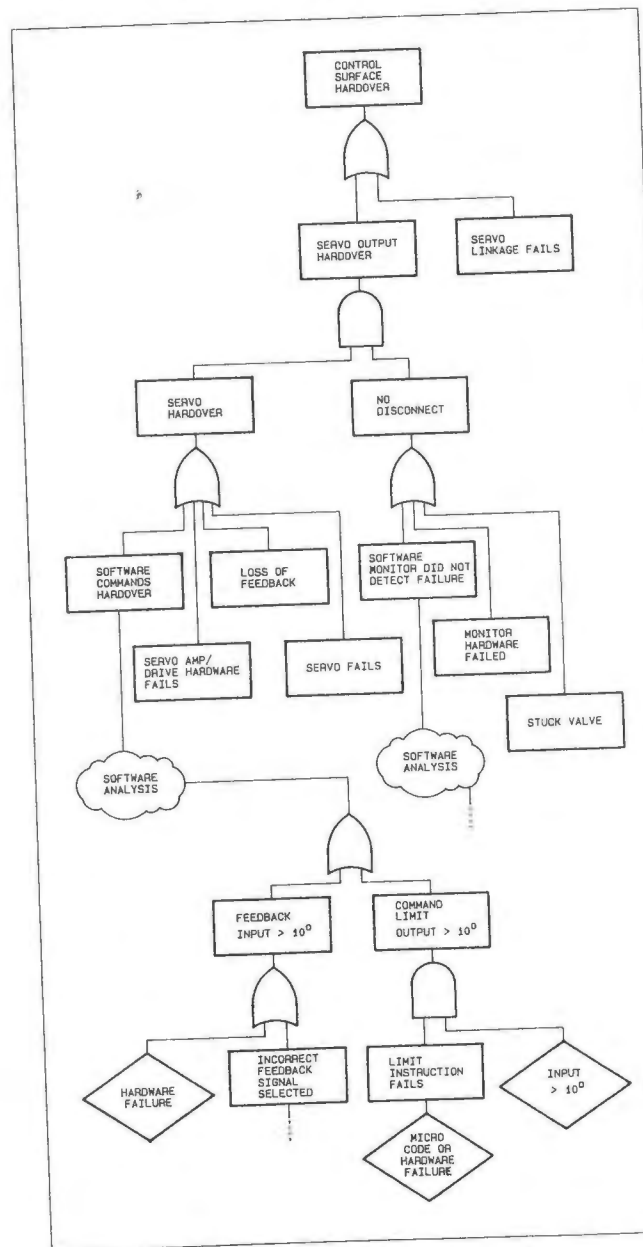 CONTROL
SURFACE
HARDOVER
SERVO OUTPUT
HARDOVER
SERVO
LINKAGE FAILS
SERVO
HARDOVER
NO
DISCONNECT
SOFTWARE
COMMANDS
HARDOVER
LOSS OF
FEEDBACK
SOFTWARE
MONITOR DID NOT
DETECT FAILURE
SERVO AMP/
DRIVE HARDWARE
FAILS
SERVO FAILS
MONITOR
HARDWARE
FAILED
STUCK VALVE
SOFTWARE
ANALYSIS
SOFTWARE
ANALYSIS
FEEDBACK
INPUT > 10⁰
COMMAND
LIMIT
OUTPUT > 10⁰
HARDWARE
FAILURE
INCORRECT
FEEDBACK
SIGNAL
SELECTED
LIMIT
INSTRUCTION
FAILS
INPUT
> 10⁰
MICRO
CODE OR
HARDWARE
FAILURE